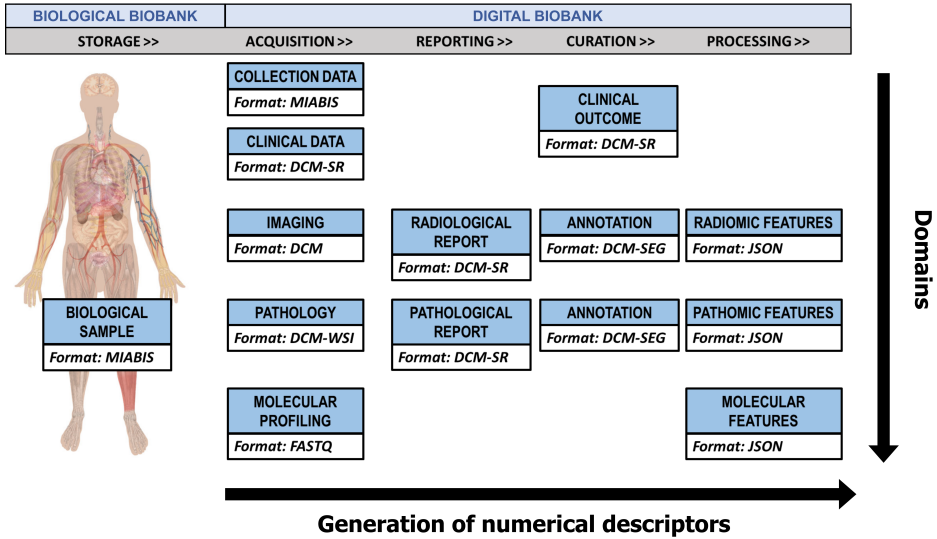 BIOLOGICAL BIOBANK
DIGITAL BIOBANK
STORAGE >>
ACQUISITION >>
REPORTING >>
CURATION >>
PROCESSING >>
COLLECTION DATA
Format: MIABIS
CLINICAL
OUTCOME
Format: DCM-SR
CLINICAL DATA
Format: DCM-SR
IMAGING
Format: DCM
RADIOLOGICAL
REPORT
Format: DCM-SR
ANNOTATION
Format: DCM-SEG
RADIOMIC FEATURES
Format: JSON
BIOLOGICAL
SAMPLE
Format: MIABIS
PATHOLOGY
Format: DCM-WSI
PATHOLOGICAL
REPORT
Format: DCM-SR
ANNOTATION
Format: DCM-SEG
PATHOMIC FEATURES
Format: JSON
MOLECULAR
PROFILING
Format: FASTQ
MOLECULAR
FEATURES
Format: JSON
Domains
Generation of numerical descriptors